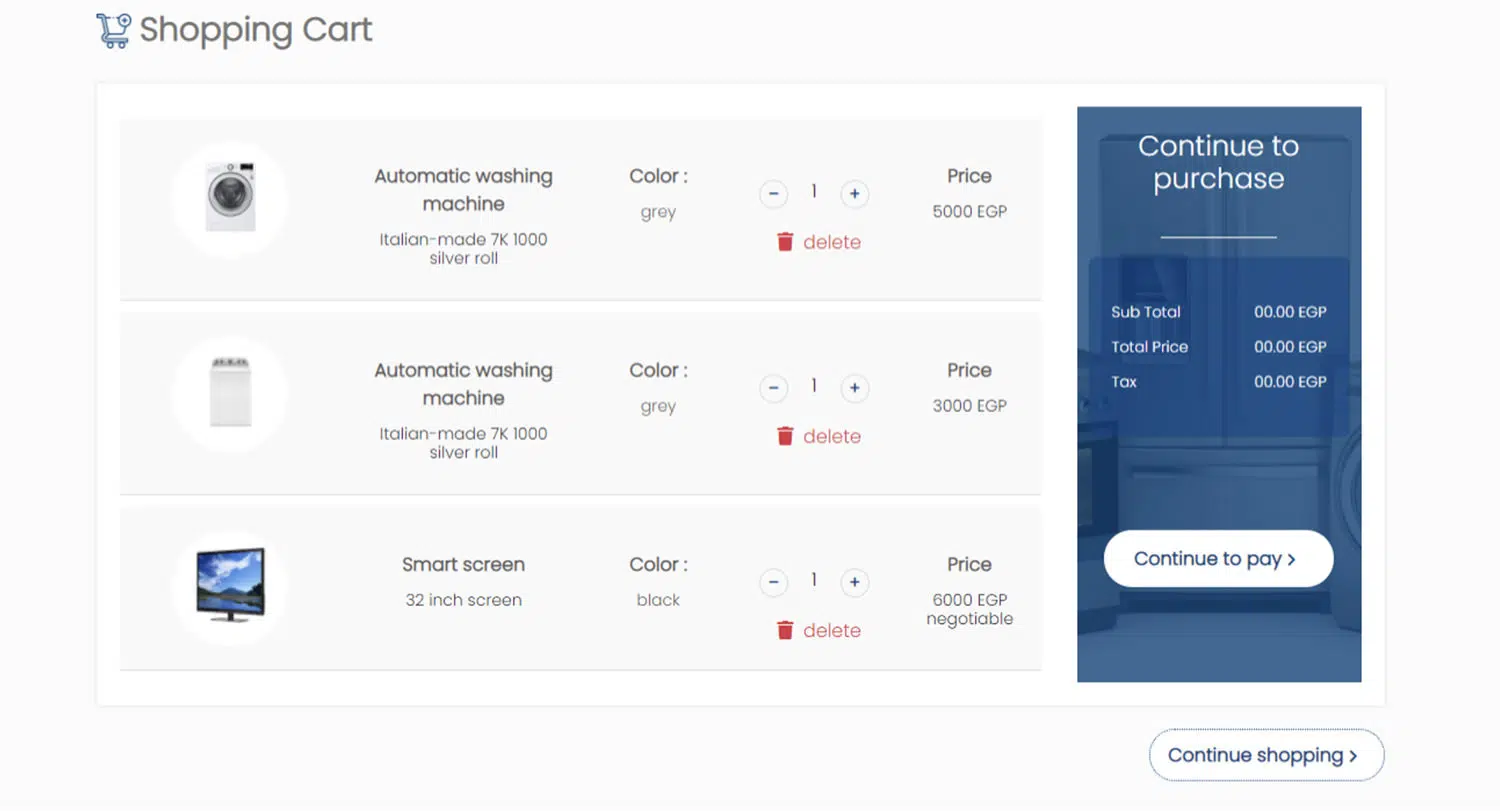 Shopping Cart
Automatic washing
machine
Italian-made 7K 1000
silver roll
Color :
grey
− 1 +
delete
Price
5000 EGP
Automatic washing
machine
Italian-made 7K 1000
silver roll
Color :
grey
− 1 +
delete
Price
3000 EGP
Smart screen
32 inch screen
Color :
black
− 1 +
delete
Price
6000 EGP
negotiable
Continue to
purchase
Sub Total 00.00 EGP
Total Price 00.00 EGP
Tax 00.00 EGP
Continue to pay >
Continue shopping >